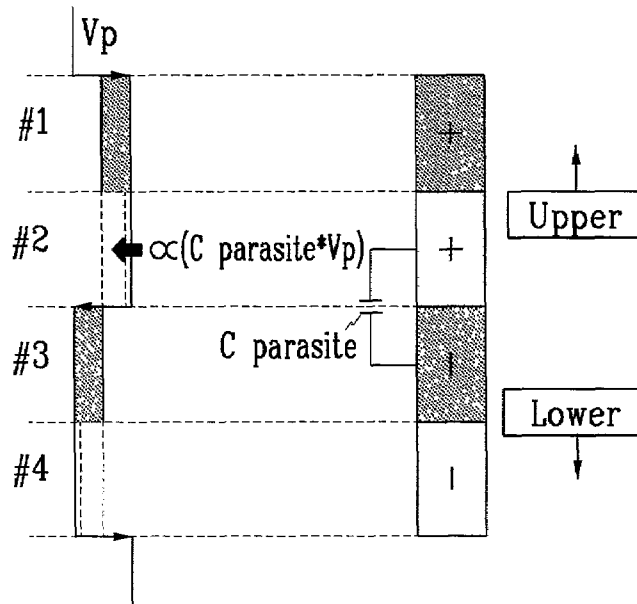 Vp
#1
+
Upper
#2
∝(C parasite*Vp)
+
C parasite
#3
−
Lower
#4
−